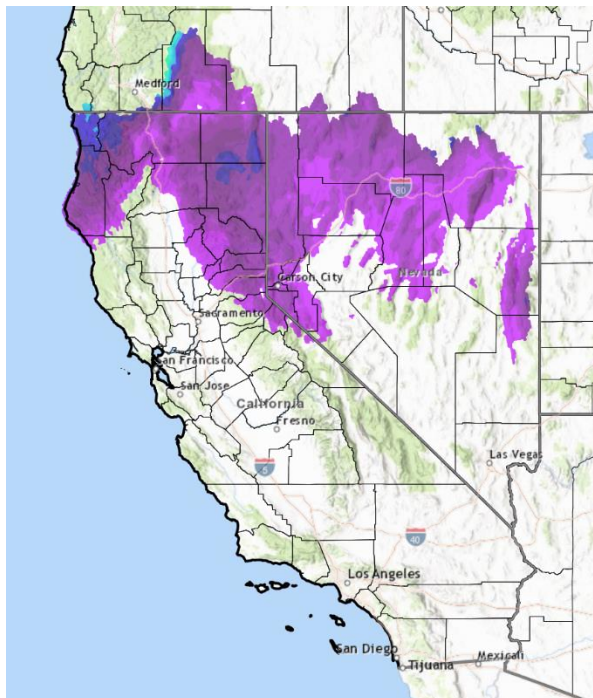 Medford
80
Carson City
Nevada
Sacramento
San Francisco
San Jose
California
Fresno
Las Vegas
5
40
Los Angeles
San Diego
Tijuana
Mexicali